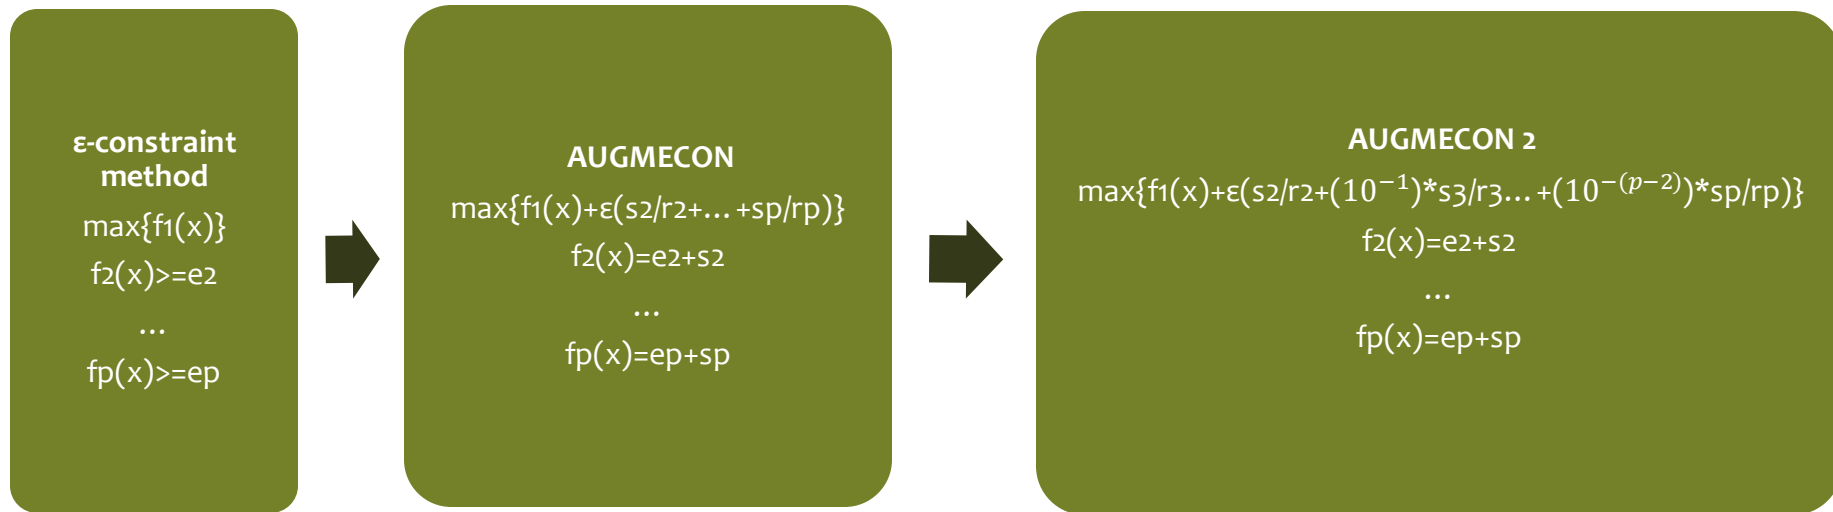 ε-constraint
method
max{f1(x)}
f2(x)>=e2
...
fp(x)>=ep
AUGMECON
max{f1(x)+ε(s2/r2+... +sp/rp)}
f2(x)=e2+s2
...
fp(x)=ep+sp
AUGMECON 2
max{f1(x)+ε(s2/r2+(10⁻¹)*s3/r3... +(10⁻⁽ᵖ⁻²⁾)*sp/rp)}
f2(x)=e2+s2
...
fp(x)=ep+sp